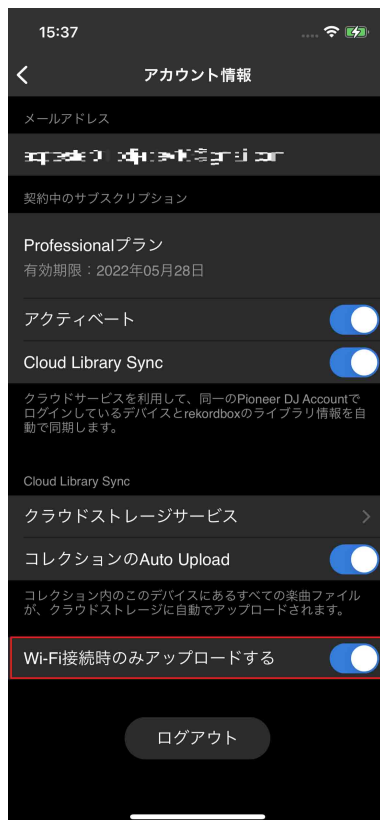 15:37
アカウント情報
メールアドレス
契約中のサブスクリプション
Professionalプラン
有効期限：2022年05月28日
アクティベート
Cloud Library Sync
クラウドサービスを利用して、同一のPioneer DJ Accountで
ログインしているデバイスとrekordboxのライブラリ情報を自
動で同期します。
Cloud Library Sync
クラウドストレージサービス
コレクションのAuto Upload
コレクション内のこのデバイスにあるすべての楽曲ファイル
が、クラウドストレージに自動でアップロードされます。
Wi-Fi接続時のみアップロードする
ログアウト